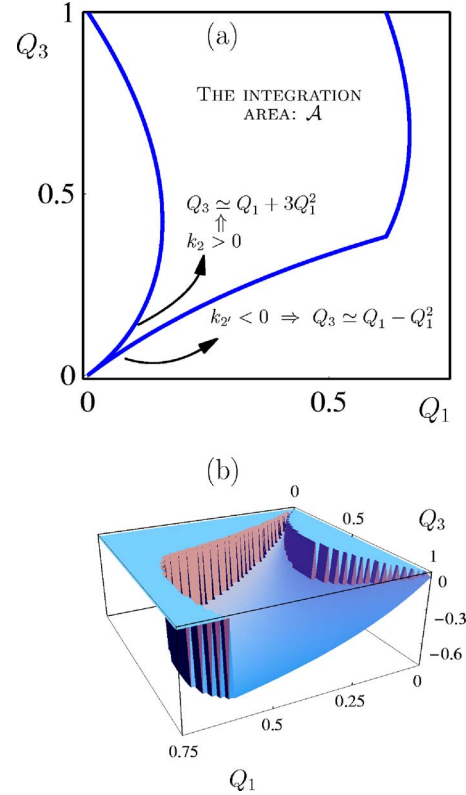 (a)
1
Q₃
THE INTEGRATION
AREA: 𝒜
0.5
Q₃ ≃ Q₁ + 3Q₁²
⇑
k₂ > 0
k₂′ < 0 ⇒ Q₃ ≃ Q₁ − Q₁²
0
0
0.5
Q₁
(b)
0
0.5
Q₃
1
0
−0.3
−0.6
0
0.25
0.5
0.75
Q₁